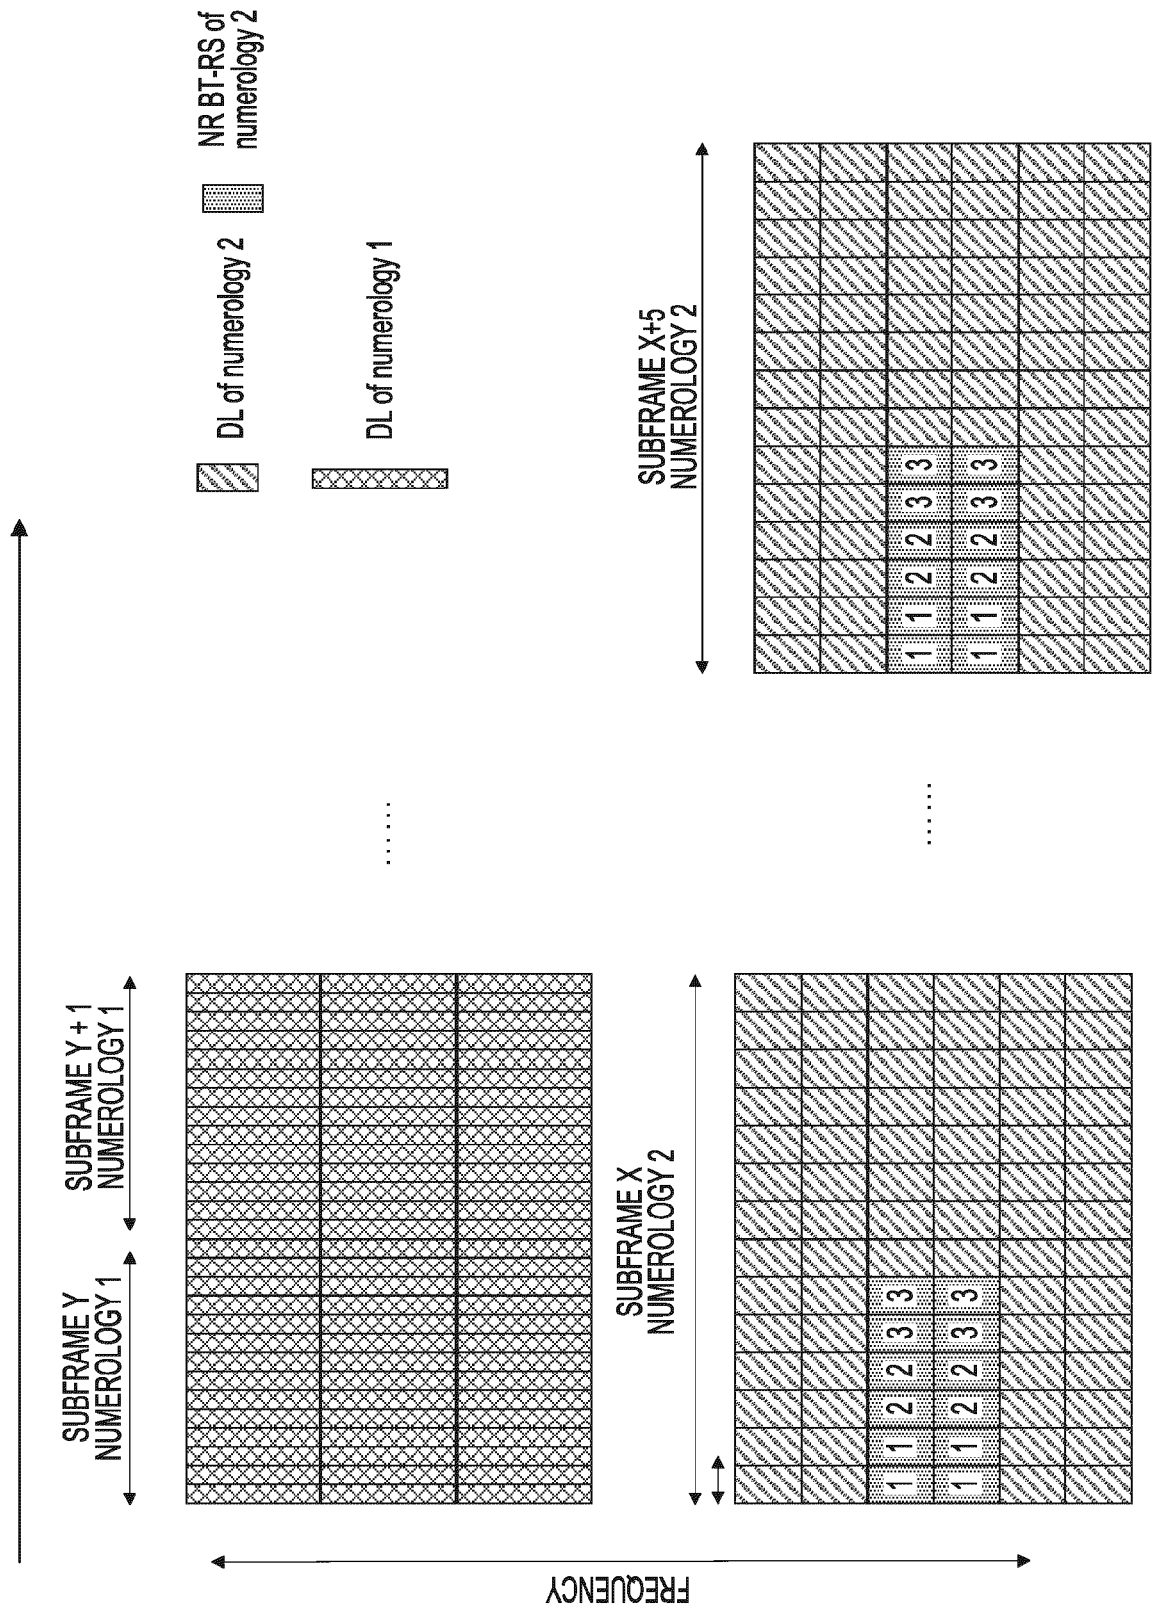 SUBFRAME Y
NUMEROLOGY 1
SUBFRAME Y + 1
NUMEROLOGY 1
NR BT-RS of
numerology 2
DL of numerology 2
DL of numerology 1
......
FREQUENCY
SUBFRAME X
NUMEROLOGY 2
1 1 2 2 3 3
1 1 2 2 3 3
......
SUBFRAME X+5
NUMEROLOGY 2
1 1 2 2 3 3
1 1 2 2 3 3